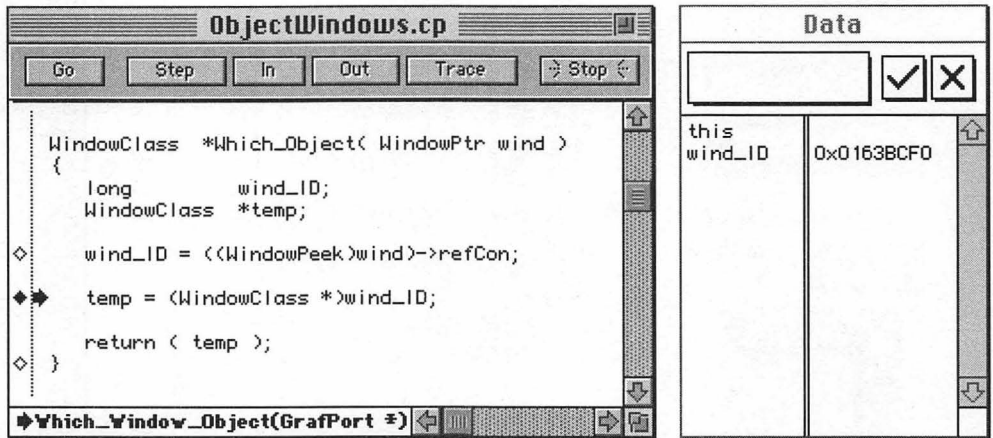 ObjectWindows.cp
Go Step In Out Trace Stop
WindowClass *Which_Object( WindowPtr wind )
{
long wind_ID;
WindowClass *temp;
wind_ID = ((WindowPeek)wind)->refCon;
temp = (WindowClass *)wind_ID;
return ( temp );
}
Which_Window_Object(GrafPort *)
Data
this
wind_ID 0x0163BCF0